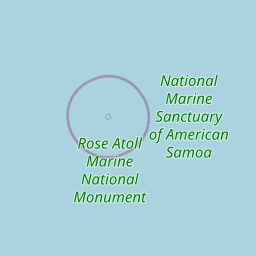 National
Marine
Sanctuary
of American
Samoa
Rose Atoll
Marine
National
Monument